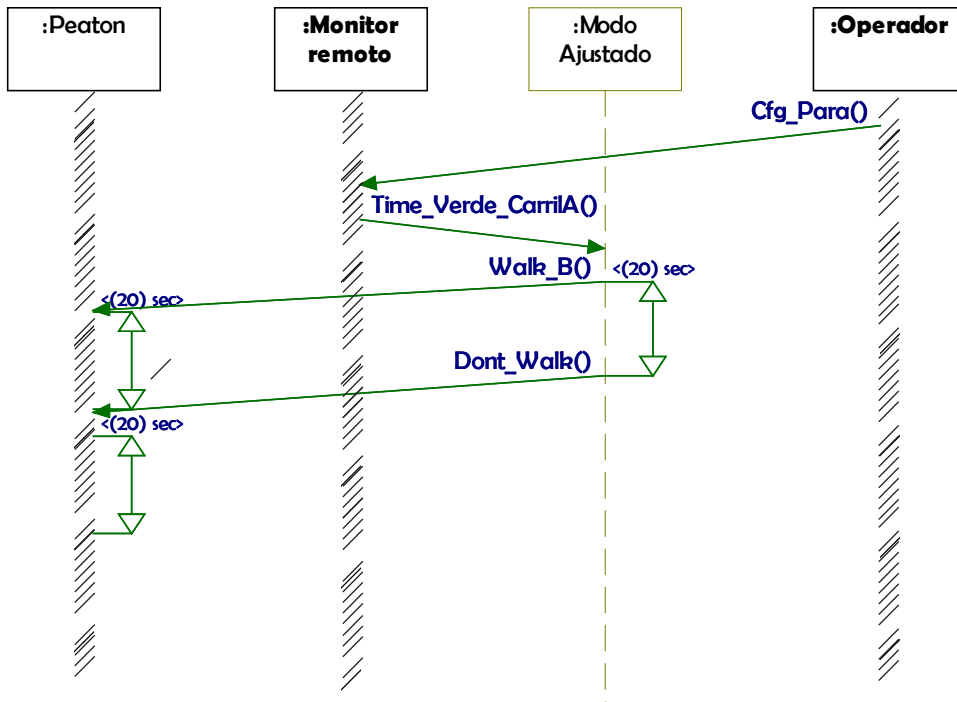 :Peaton
:Monitor
remoto
:Modo
Ajustado
:Operador
Cfg_Para()
Time_Verde_CarrilA()
Walk_B()
<(20) sec>
<(20) sec>
Dont_Walk()
<(20) sec>